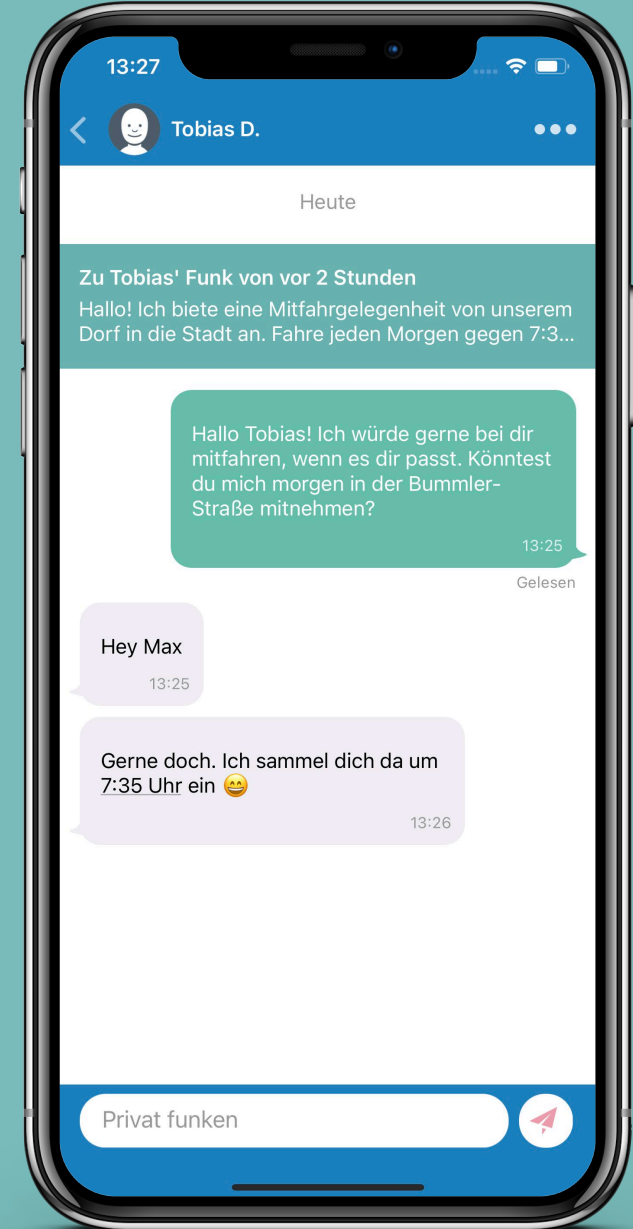 13:27
Tobias D.
Heute
Zu Tobias' Funk von vor 2 Stunden
Hallo! Ich biete eine Mitfahrgelegenheit von unserem
Dorf in die Stadt an. Fahre jeden Morgen gegen 7:3...
Hallo Tobias! Ich würde gerne bei dir
mitfahren, wenn es dir passt. Könntest
du mich morgen in der Bummler-
Straße mitnehmen?
13:25
Gelesen
Hey Max
13:25
Gerne doch. Ich sammel dich da um
7:35 Uhr ein 😄
13:26
Privat funken